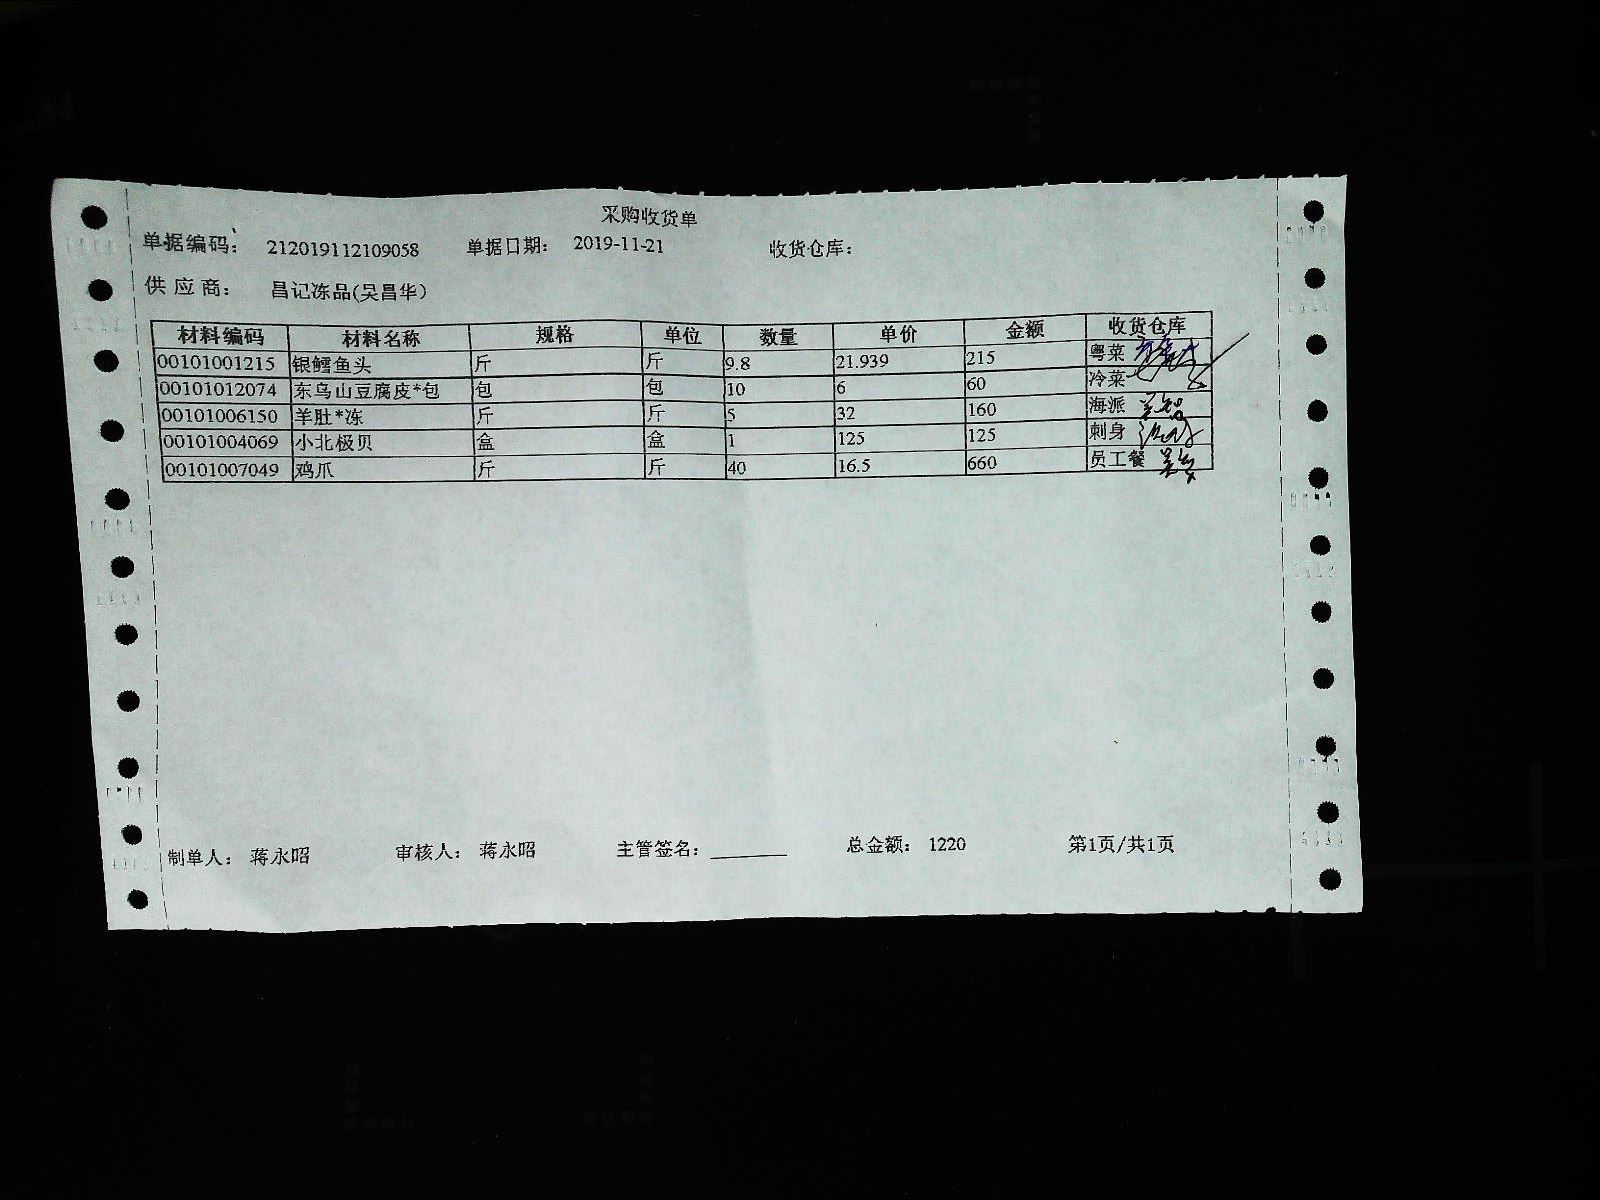 采购收货单
单据编码： 212019112109058 单据日期： 2019-11-21 收货仓库：
供应商： 昌记冻品(吴昌华)
材料编码 材料名称 规格 单位 数量 单价 金额 收货仓库
00101001215 银鳕鱼头 斤 斤 9.8 21.939 215 粤菜
00101012074 东乌山豆腐皮*包 包 包 10 6 60 冷菜
00101006150 羊肚*冻 斤 斤 5 32 160 海派
00101004069 小北极贝 盒 盒 1 125 125 刺身
00101007049 鸡爪 斤 斤 40 16.5 660 员工餐
制单人： 蒋永昭 审核人： 蒋永昭 主管签名： 总金额： 1220 第1页/共1页